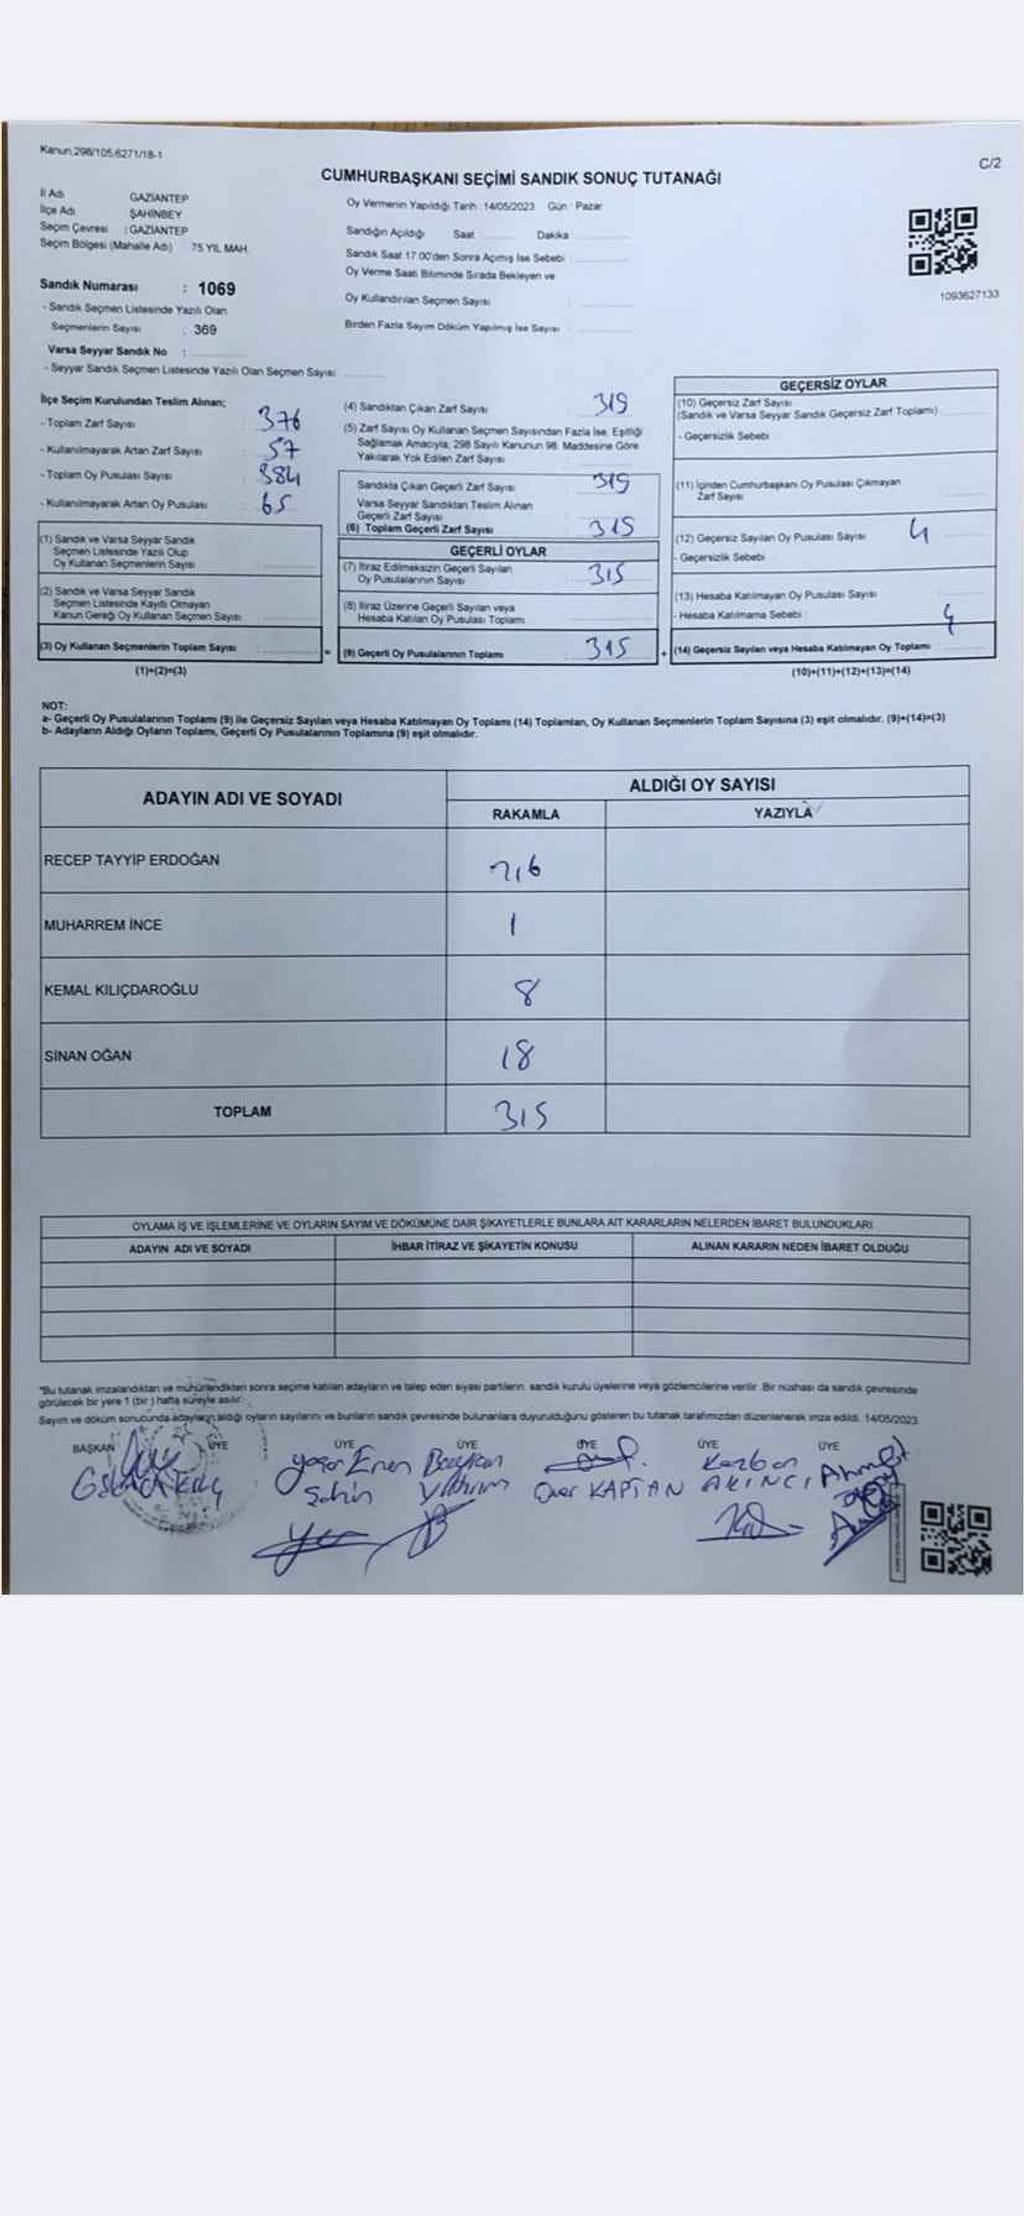 Kanun 298/105,6271/18-1
C/2
CUMHURBAŞKANI SEÇİMİ SANDIK SONUÇ TUTANAĞI
İl Adı GAZİANTEP
İlçe Adı ŞAHİNBEY
Seçim Çevresi : GAZİANTEP
Seçim Bölgesi (Mahalle Adı) 75 YIL MAH.
Oy Vermenin Yapıldığı Tarih : 14/05/2023 Gün : Pazar
Sandığın Açıldığı Saat Dakika
Sandık Saat 17.00'den Sonra Açımış İse Sebebi
Oy Verme Saati Bitiminde Sırada Bekleyen ve
Oy Kullandırılan Seçmen Sayısı :
Birden Fazla Sayım Döküm Yapılmış İse Sayısı :
1093627133
Sandık Numarası : 1069
- Sandık Seçmen Listesinde Yazılı Olan
Seçmenlerin Sayısı : 369
Varsa Seyyar Sandık No :
- Seyyar Sandık Seçmen Listesinde Yazılı Olan Seçmen Sayısı
İlçe Seçim Kurulundan Teslim Alınan;
- Toplam Zarf Sayısı 376
- Kullanılmayarak Artan Zarf Sayısı 57
- Toplam Oy Pusulası Sayısı 384
- Kullanılmayarak Artan Oy Pusulası 65
(1) Sandık ve Varsa Seyyar Sandık
Seçmen Listesinde Yazılı Olup
Oy Kullanan Seçmenlerin Sayısı
(2) Sandık ve Varsa Seyyar Sandık
Seçmen Listesinde Kayıtlı Olmayan
Kanun Gereği Oy Kullanan Seçmen Sayısı
(3) Oy Kullanan Seçmenlerin Toplam Sayısı
(1)+(2)=(3)
(4) Sandıktan Çıkan Zarf Sayısı 319
(5) Zarf Sayısı Oy Kullanan Seçmen Sayısından Fazla İse, Eşitliği
Sağlamak Amacıyla; 298 Sayılı Kanunun 98. Maddesine Göre
Yakılarak Yok Edilen Zarf Sayısı
Sandıkta Çıkan Geçerli Zarf Sayısı 319
Varsa Seyyar Sandıktan Teslim Alınan
Geçerli Zarf Sayısı
(6) Toplam Geçerli Zarf Sayısı 315
GEÇERLİ OYLAR
(7) İtiraz Edilmeksizin Geçerli Sayılan
Oy Pusulalarının Sayısı 315
(8) İtiraz Üzerine Geçerli Sayılan veya
Hesaba Katılan Oy Pusulası Toplamı
= (9) Geçerli Oy Pusulalarının Toplamı 315
GEÇERSİZ OYLAR
(10) Geçersiz Zarf Sayısı
(Sandık ve Varsa Seyyar Sandık Geçersiz Zarf Toplamı)
- Geçersizlik Sebebi
(11) İçinden Cumhurbaşkanı Oy Pusulası Çıkmayan
Zarf Sayısı
(12) Geçersiz Sayılan Oy Pusulası Sayısı 4
- Geçersizlik Sebebi
(13) Hesaba Katılmayan Oy Pusulası Sayısı
- Hesaba Katılmama Sebebi
+ (14) Geçersiz Sayılan veya Hesaba Katılmayan Oy Toplamı 4
(10)+(11)+(12)+(13)=(14)
NOT:
a- Geçerli Oy Pusulalarının Toplamı (9) ile Geçersiz Sayılan veya Hesaba Katılmayan Oy Toplamı (14) Toplamları, Oy Kullanan Seçmenlerin Toplam Sayısına (3) eşit olmalıdır. (9)+(14)=(3)
b- Adayların Aldığı Oyların Toplamı, Geçerli Oy Pusulalarının Toplamına (9) eşit olmalıdır.
ADAYIN ADI VE SOYADI ALDIĞI OY SAYISI
RAKAMLA YAZIYLA
RECEP TAYYİP ERDOĞAN 216
MUHARREM İNCE 1
KEMAL KILIÇDAROĞLU 8
SİNAN OĞAN 18
TOPLAM 315
OYLAMA İŞ VE İŞLEMLERİNE VE OYLARIN SAYIM VE DÖKÜMÜNE DAİR ŞİKAYETLERLE BUNLARA AİT KARARLARIN NELERDEN İBARET BULUNDUKLARI
ADAYIN ADI VE SOYADI İHBAR İTİRAZ VE ŞİKAYETİN KONUSU ALINAN KARARIN NEDEN İBARET OLDUĞU
"Bu tutanak imzalandıktan ve mühürlendikten sonra seçime katılan adayların ve talep eden siyasi partilerin sandık kurulu üyelerine veya gözlemcilerine verilir. Bir nüshası da sandık çevresinde
görülecek bir yere 1 (bir) hafta süreyle asılır.
Sayım ve döküm sonucunda adayların aldığı oyların sayılarını ve bunların sandık çevresinde bulunanlara duyurulduğunu gösteren bu tutanak tarafımızdan düzenlenerek imza edildi. 14/05/2023
BAŞKAN ÜYE ÜYE ÜYE ÜYE ÜYE ÜYE
Yaşar Eren Baykan Kezban Ahmet
Şahin Yıldırım KAPTAN AKINCI